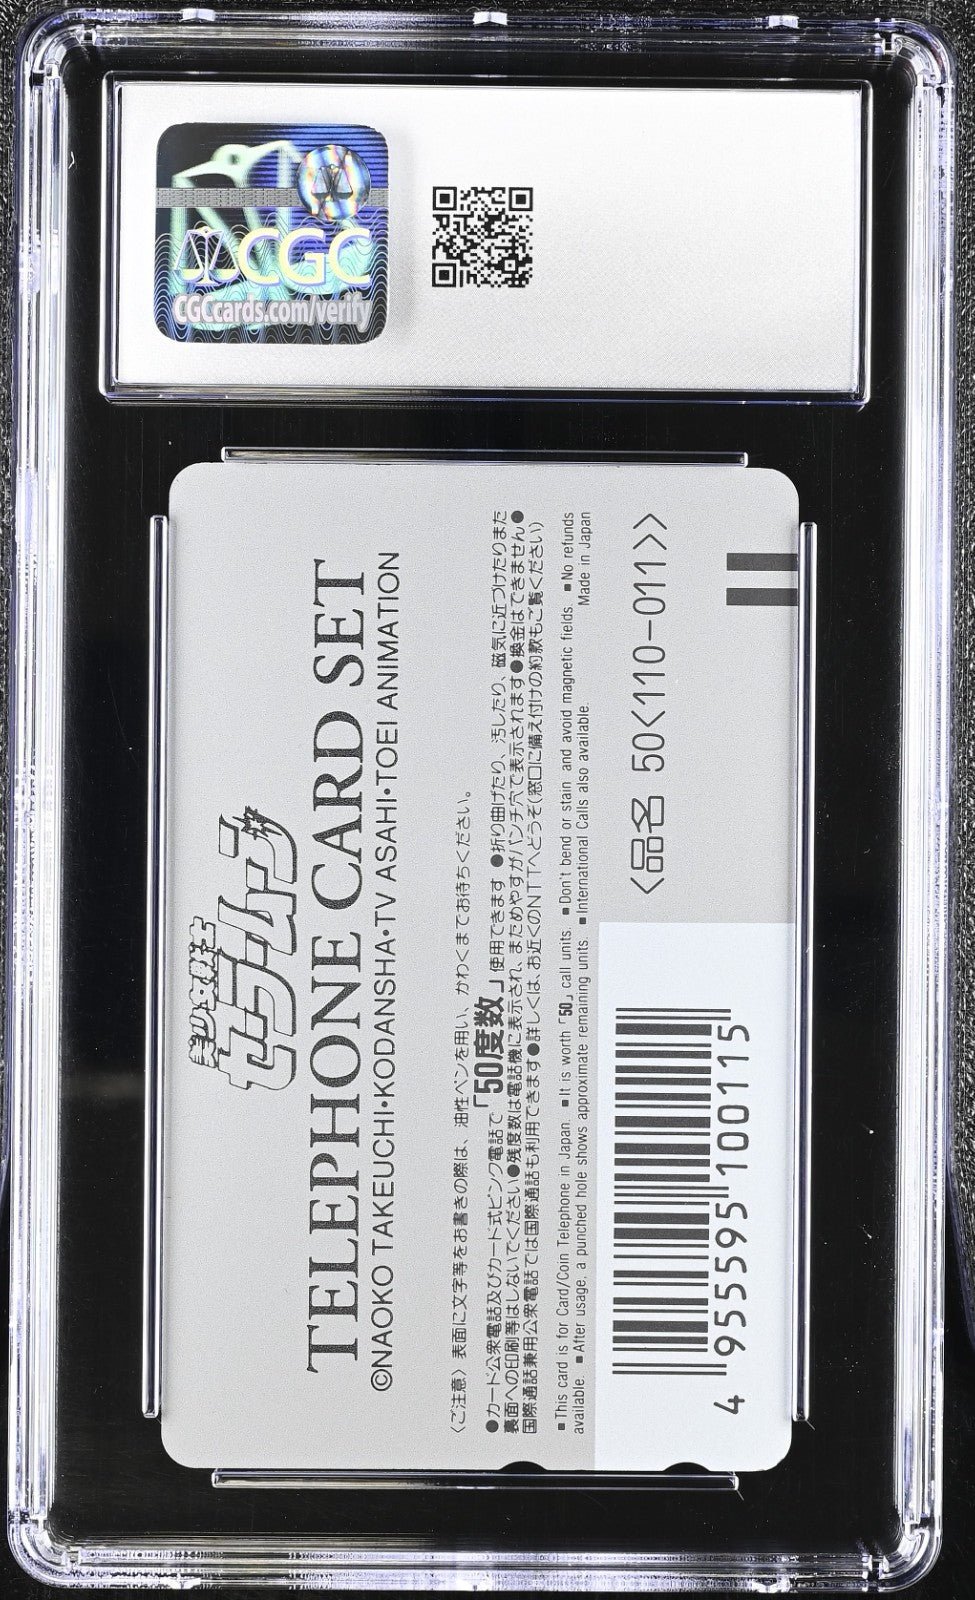 CGC
CGCcards.com/verify
美少女戦士
セーラームーン
TELEPHONE CARD SET
©NAOKO TAKEUCHI•KODANSHA•TV ASAHI•TOEI ANIMATION
〈ご注意〉表面に文字等をお書きの際は、油性ペンを用い、かわくまでお待ちください。
●カード公衆電話及びカード式ピンク電話で「50度数」使用できます●折り曲げたり、汚したり、磁気に近づけたりまた
裏面への印刷等はしないでください●残度数は電話機に表示され、まためやすがパンチ穴で表示されます●換金はできません●
国際通話兼用公衆電話では国際通話も利用できます●詳しくは、お近くのNTTへどうぞ(窓口に備え付けの約款もご覧ください)
■This card is for Card/Coin Telephone in Japan. ■It is worth「50」call units. ■Don't bend or stain and avoid magnetic fields. ■No refunds
available. ■After usage. a punched hole shows approximate remaining units. ■International Calls also available. Made in Japan
〈品名 50〈110-011〉〉
4 955595 100115